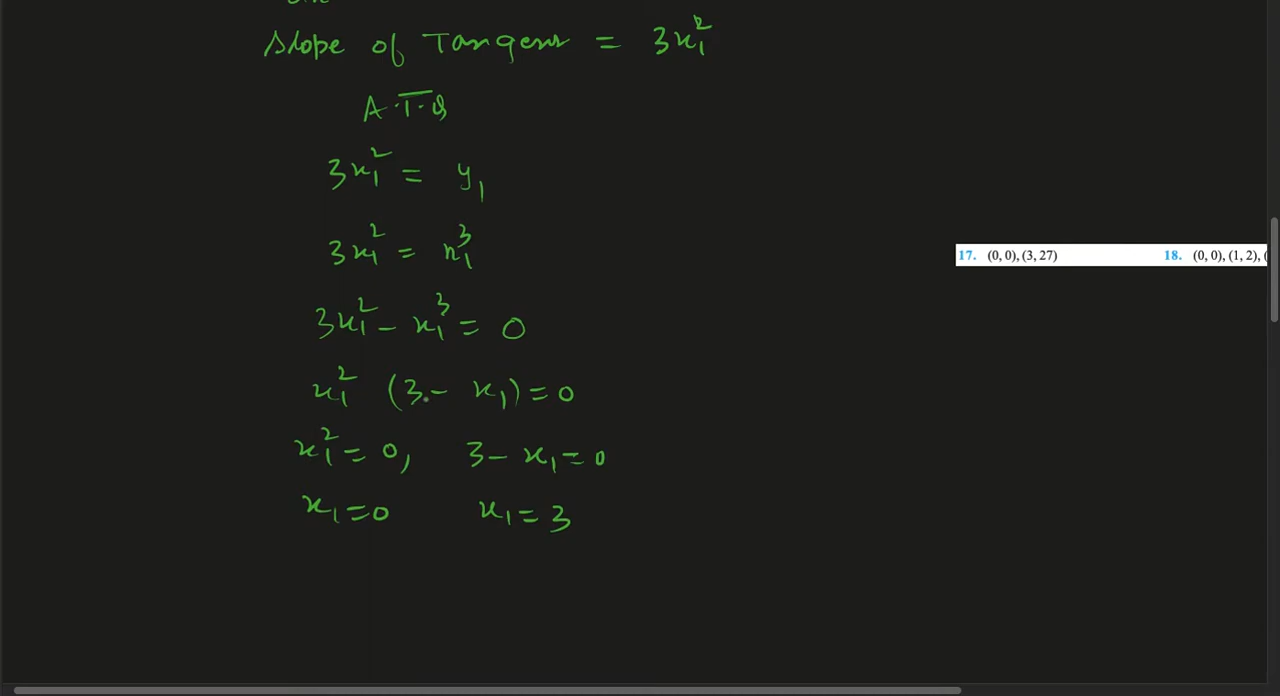 Slope of Tangent = 3x₁²
A.T.Q
3x₁² = y₁
3x₁² = x₁³
3x₁² - x₁³ = 0
x₁² (3 - x₁) = 0
x₁² = 0, 3 - x₁ = 0
x₁ = 0 x₁ = 3
17. (0, 0), (3, 27) 18. (0, 0), (1, 2), (